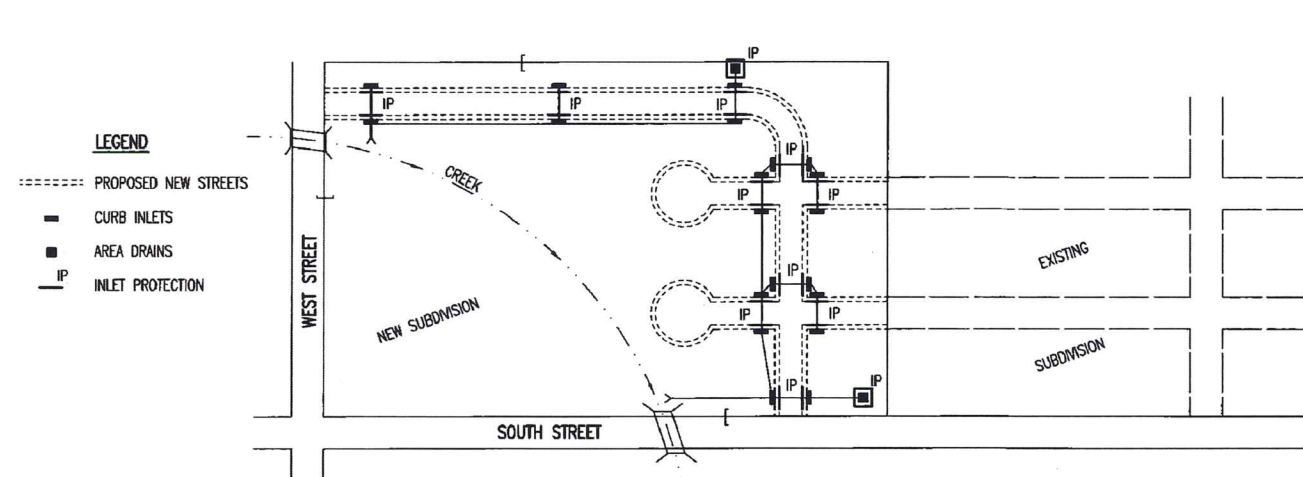 LEGEND
PROPOSED NEW STREETS
CURB INLETS
AREA DRAINS
IP
INLET PROTECTION
WEST STREET
SOUTH STREET
CREEK
NEW SUBDIVISION
EXISTING
SUBDIVISION
IP
IP
IP
IP
IP
IP
IP
IP
IP
IP
IP
IP